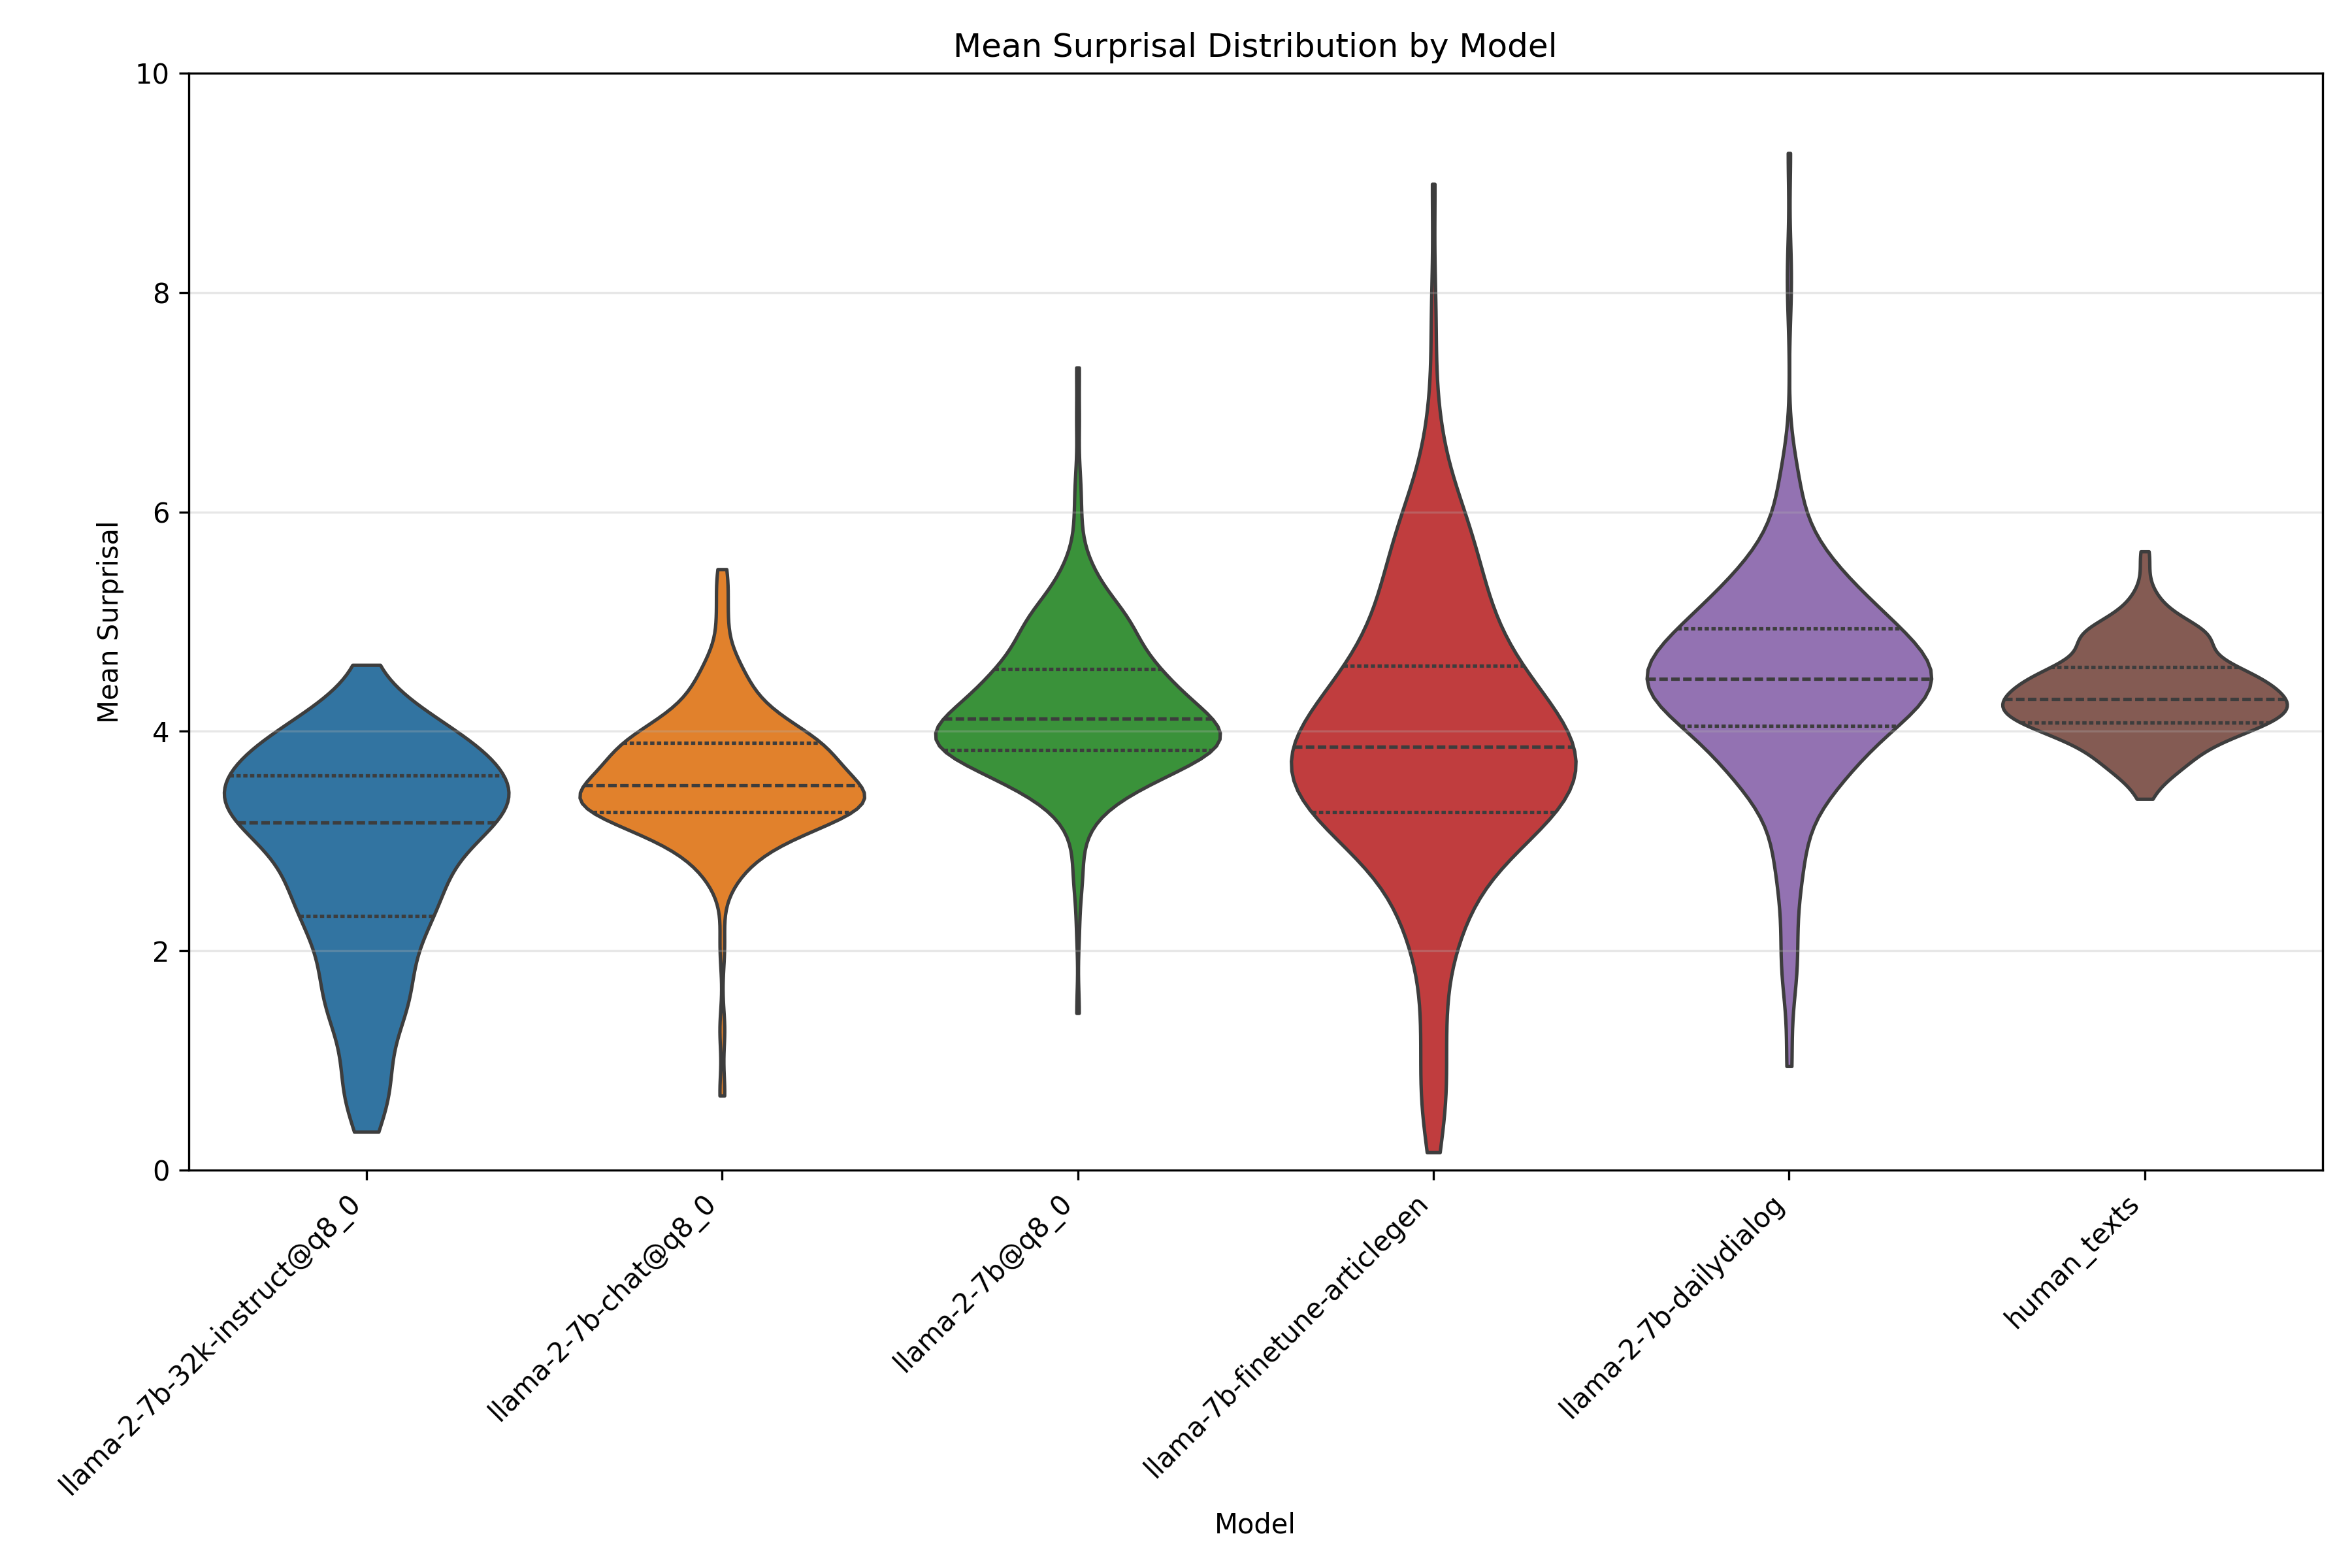 Mean Surprisal Distribution by Model
Mean Surprisal
10
8
6
4
2
0
llama-2-7b-32k-instruct@q8_0
llama-2-7b-chat@q8_0
llama-2-7b@q8_0
llama-7b-finetune-articlegen
llama-2-7b-dailydialog
human_texts
Model